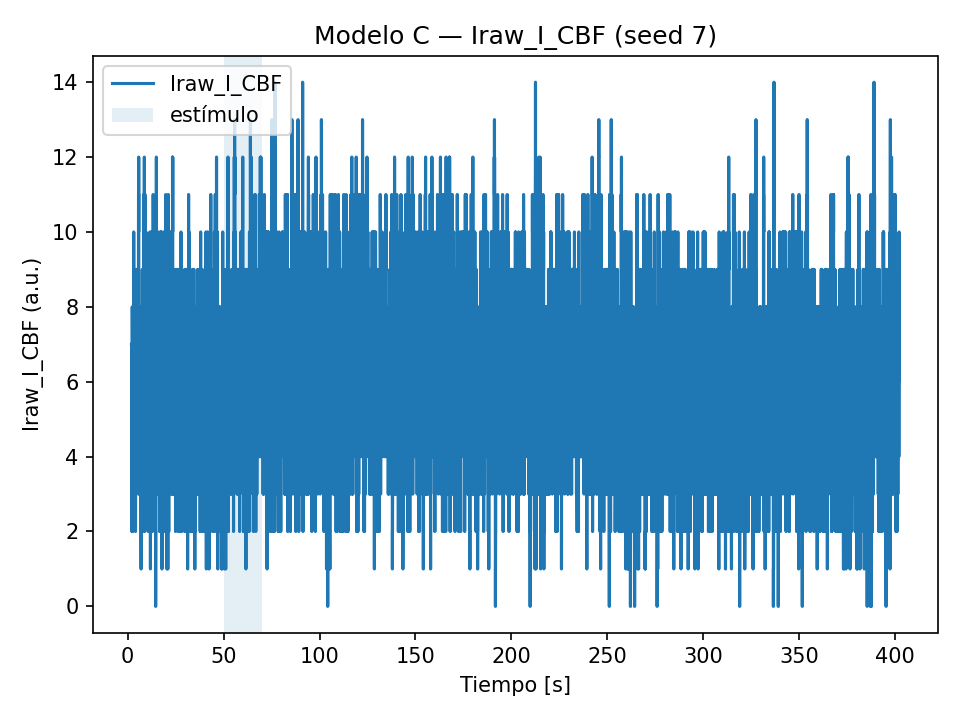 Modelo C — Iraw_I_CBF (seed 7)
Iraw_I_CBF
estímulo
Iraw_I_CBF (a.u.)
14
12
10
8
6
4
2
0
0 50 100 150 200 250 300 350 400
Tiempo [s]